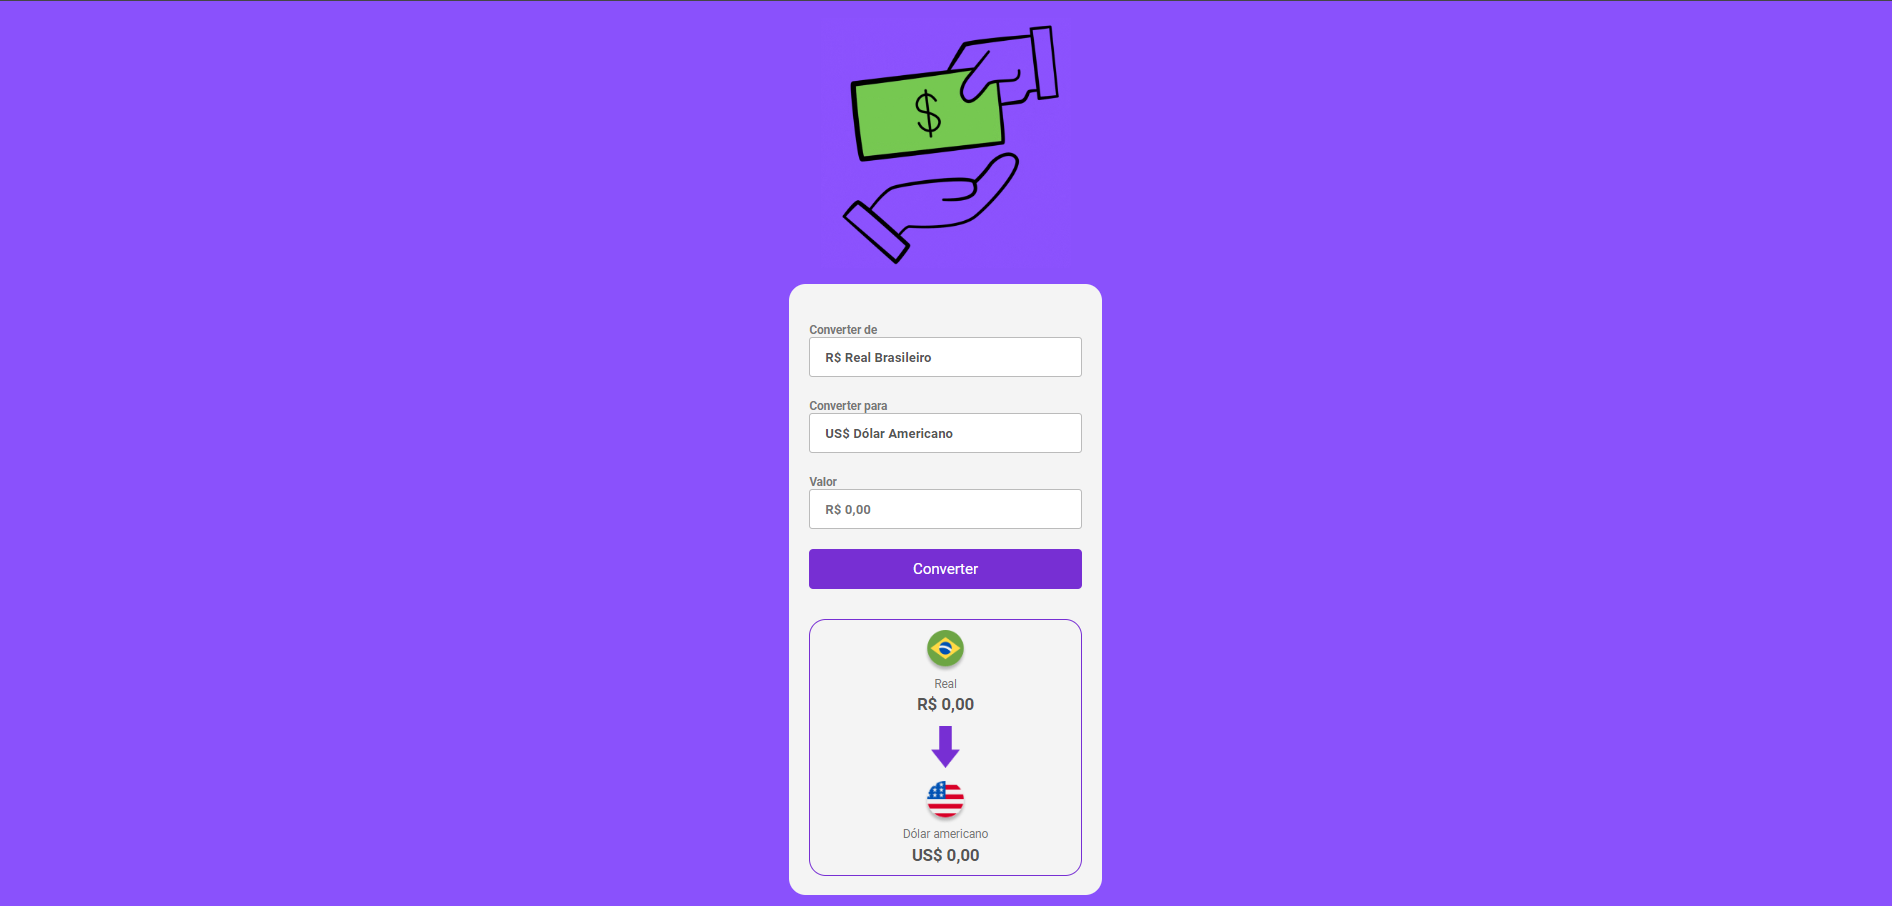 $
Converter de
R$ Real Brasileiro
Converter para
US$ Dólar Americano
Valor
R$ 0,00
Converter
Real
R$ 0,00
Dólar americano
US$ 0,00